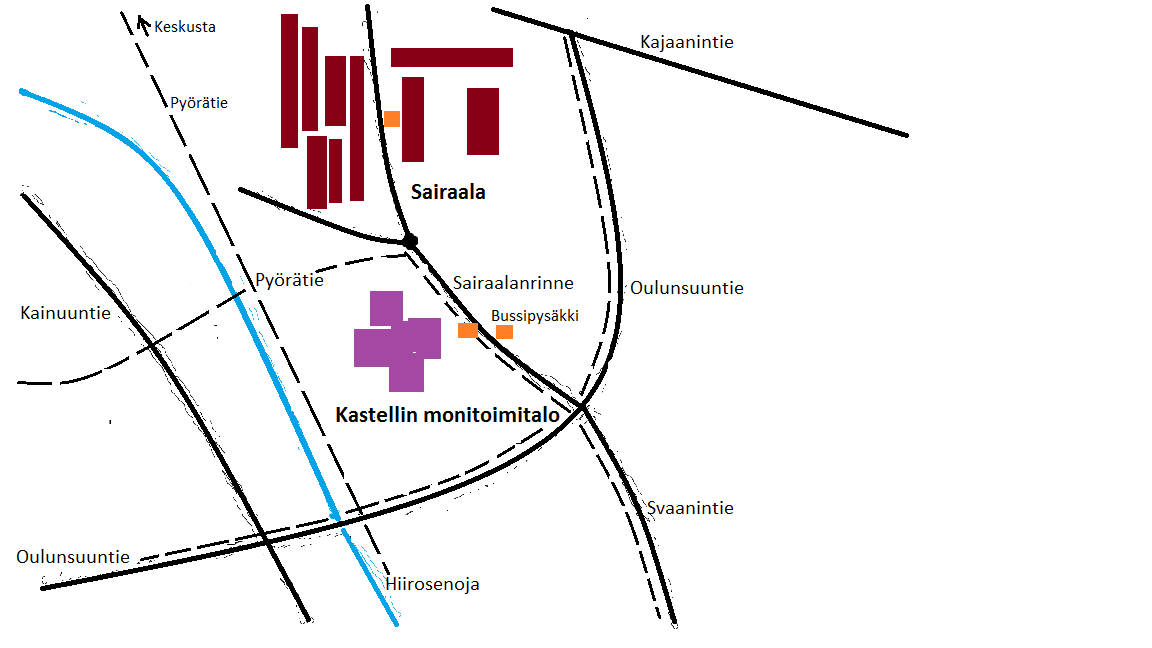 Keskusta
Kajaanintie
Pyörätie
Sairaala
Pyörätie
Sairaalanrinne
Oulunsuuntie
Kainuuntie
Bussipysäkki
Kastellin monitoimitalo
Svaanintie
Oulunsuuntie
Hiirosenoja